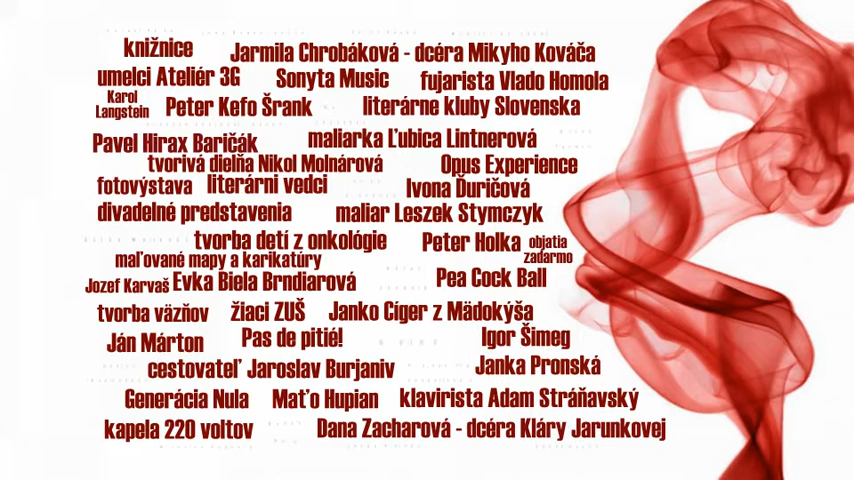 knižnice
Jarmila Chrobáková - dcéra Mikyho Kováča
umelci Ateliér 3G Sonyta Music fujarista Vlado Homola
Karol
Langstein
Peter Kefo Šrank literárne kluby Slovenska
Pavel Hirax Baričák maliarka Ľubica Lintnerová
tvorivá dielňa Nikol Molnárová Opus Experience
fotovýstava literárni vedci Ivona Ďuričová
divadelné predstavenia maliar Leszek Stymczyk
tvorba detí z onkológie Peter Holka objatia
zadarmo
maľované mapy a karikatúry
Jozef Karvaš Evka Biela Brndiarová Pea Cock Ball
tvorba väzňov žiaci ZUŠ Janko Cíger z Mädokýša
Ján Márton Pas de pitié! Igor Šimeg
cestovateľ Jaroslav Burjaniv Janka Pronská
Generácia Nula Maťo Hupian klavirista Adam Stráňavský
kapela 220 voltov Dana Zacharová - dcéra Kláry Jarunkovej